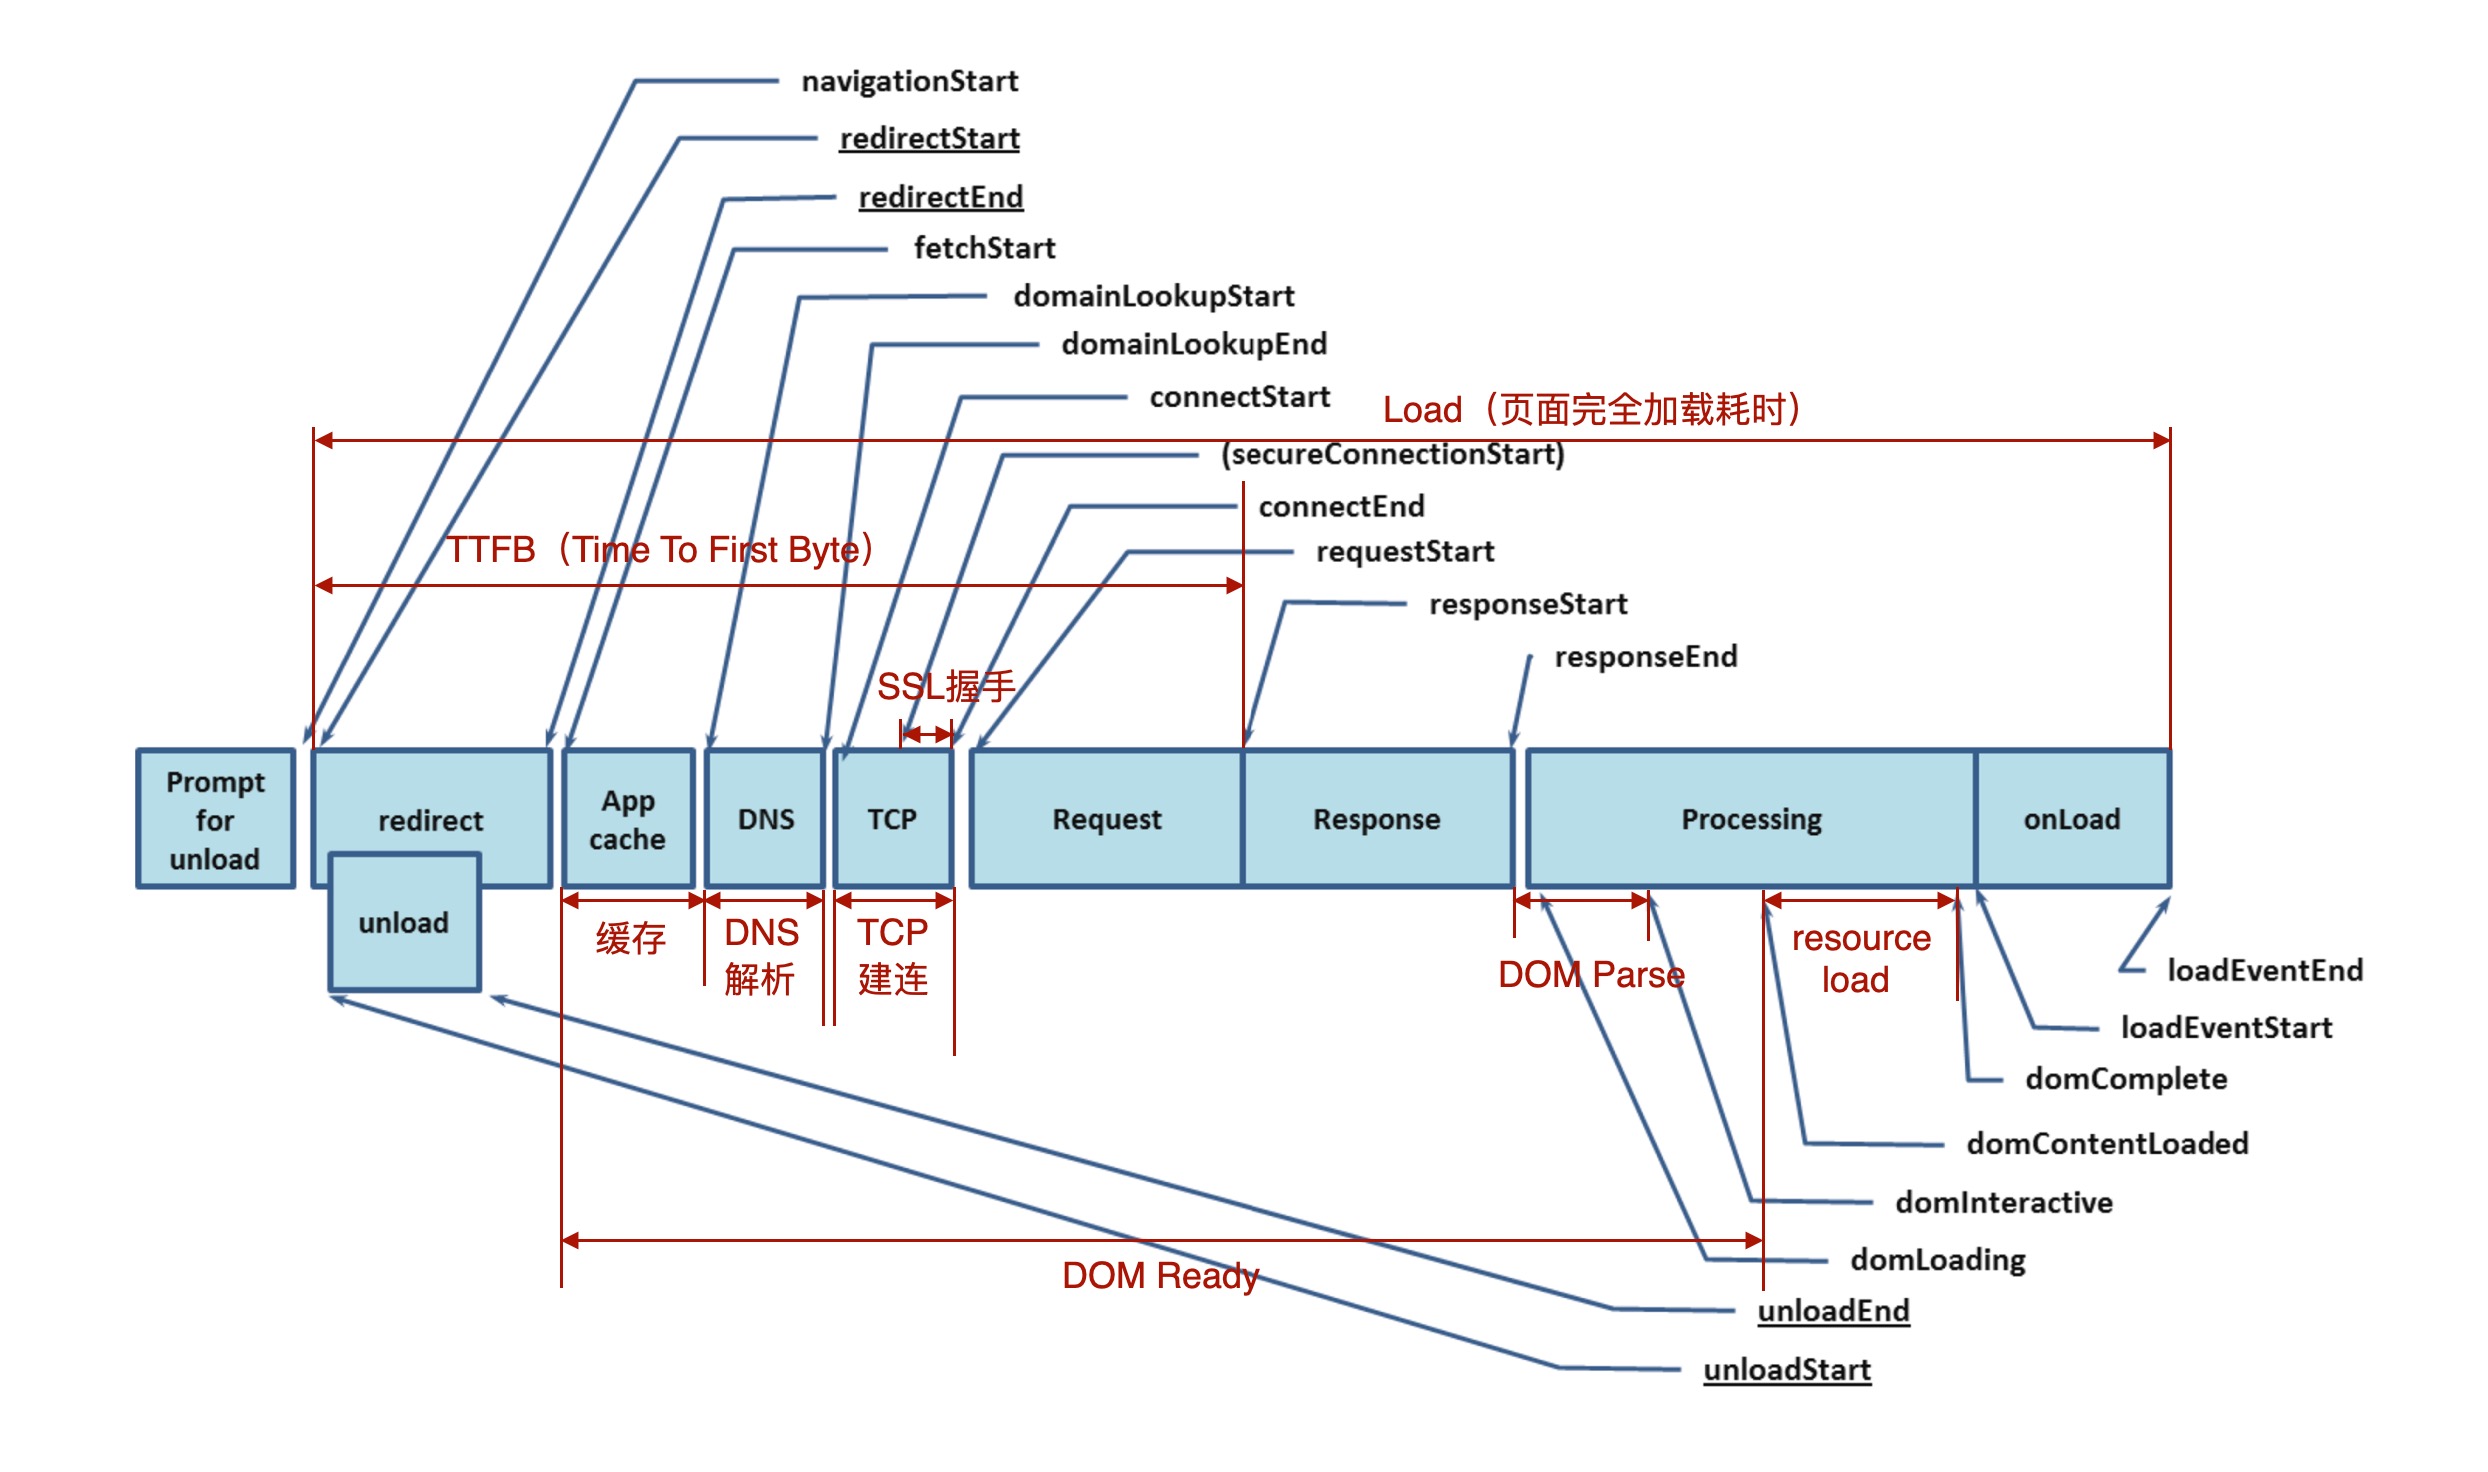 navigationStart
redirectStart
redirectEnd
fetchStart
domainLookupStart
domainLookupEnd
connectStart
Load（页面完全加载耗时）
(secureConnectionStart)
connectEnd
TTFB（Time To First Byte）
requestStart
responseStart
responseEnd
SSL握手
Prompt
for
unload
redirect
unload
App
cache
DNS
TCP
Request
Response
Processing
onLoad
缓存
DNS
解析
TCP
建连
DOM Parse
resource
load
loadEventEnd
loadEventStart
domComplete
domContentLoaded
domInteractive
domLoading
DOM Ready
unloadEnd
unloadStart